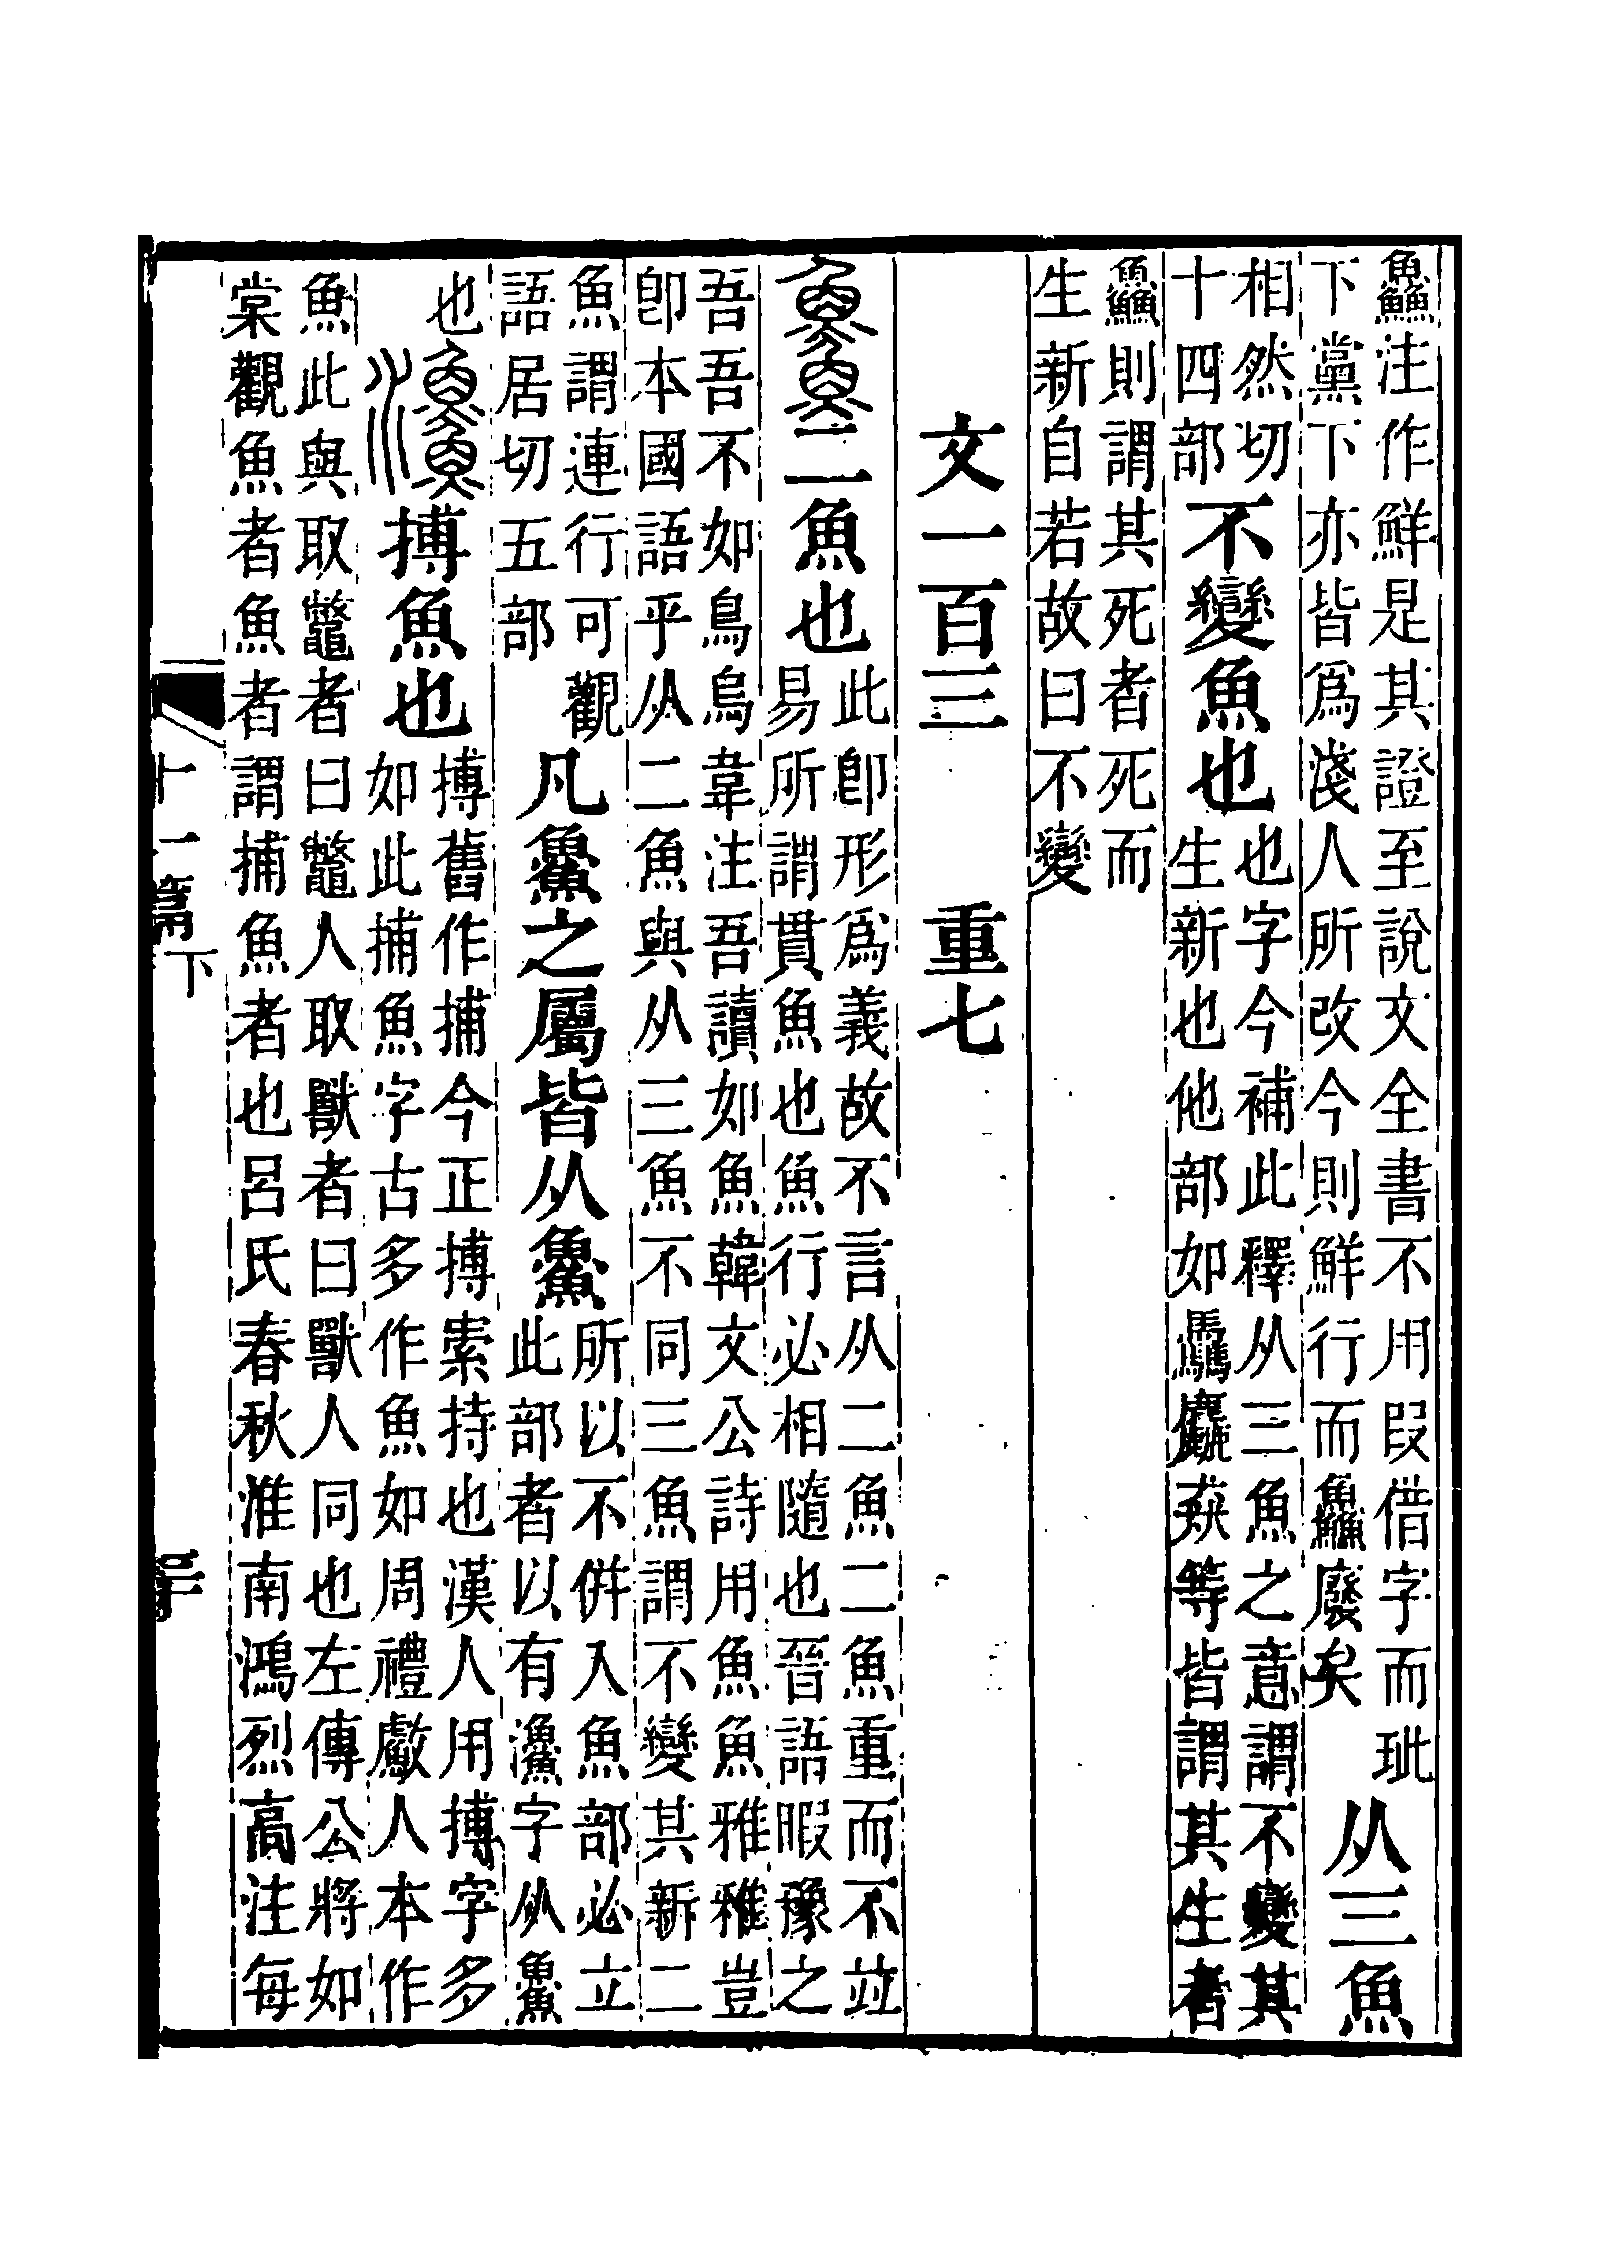 鱻注作鮮是其證至說文全書不用叚借字而玼
下黨下亦皆爲淺人所改今則鮮行而鱻廢矣
从三魚
相然切
十四部
不變魚也
也字今補此釋从三魚之意謂不變其
生新也他部如驫麤猋等皆謂其生者
鱻則謂其死者死而
生新自若故曰不變
文一百三 重七
䲆二魚也
此卽形爲義故不言从二魚二魚重而不竝
易所謂貫魚也魚行必相隨也晉語暇豫之
吾吾不如鳥烏韋注吾讀如魚韓文公詩用魚魚雅雅豈
卽本國語乎从二魚與从三魚不同三魚謂不變其新二
魚謂連行可觀
語居切五部
凡䲆之屬皆从䲆
所以不併入魚部必立
此部者以有𤅋字从䲆
也
𤅋搏魚也
搏舊作捕今正搏索持也漢人用搏字多
如此捕魚字古多作魚如周禮人本作
魚此與取鼈者曰鼈人取獸者曰獸人同也左傳公將如
棠觀魚者魚者謂捕魚者也呂氏春秋淮南鴻烈高注每
十一篇下